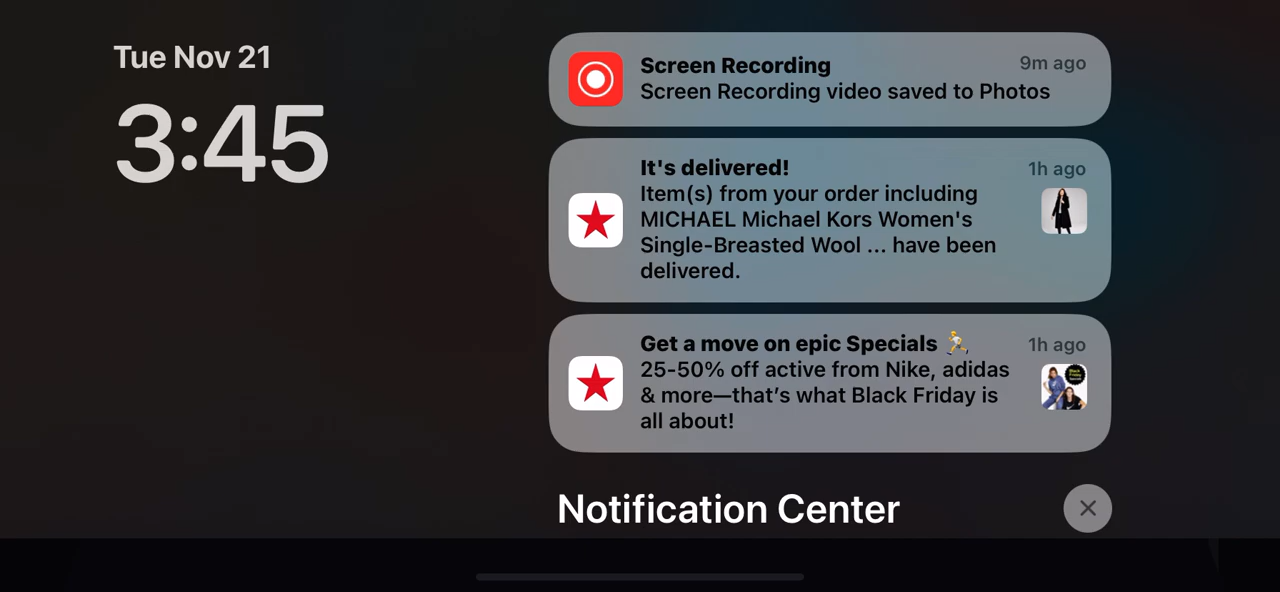 Tue Nov 21
3:45
Screen Recording
9m ago
Screen Recording video saved to Photos
It's delivered!
1h ago
Item(s) from your order including
MICHAEL Michael Kors Women's
Single-Breasted Wool ... have been
delivered.
Get a move on epic Specials 🏃
1h ago
25-50% off active from Nike, adidas
& more—that’s what Black Friday is
all about!
Notification Center